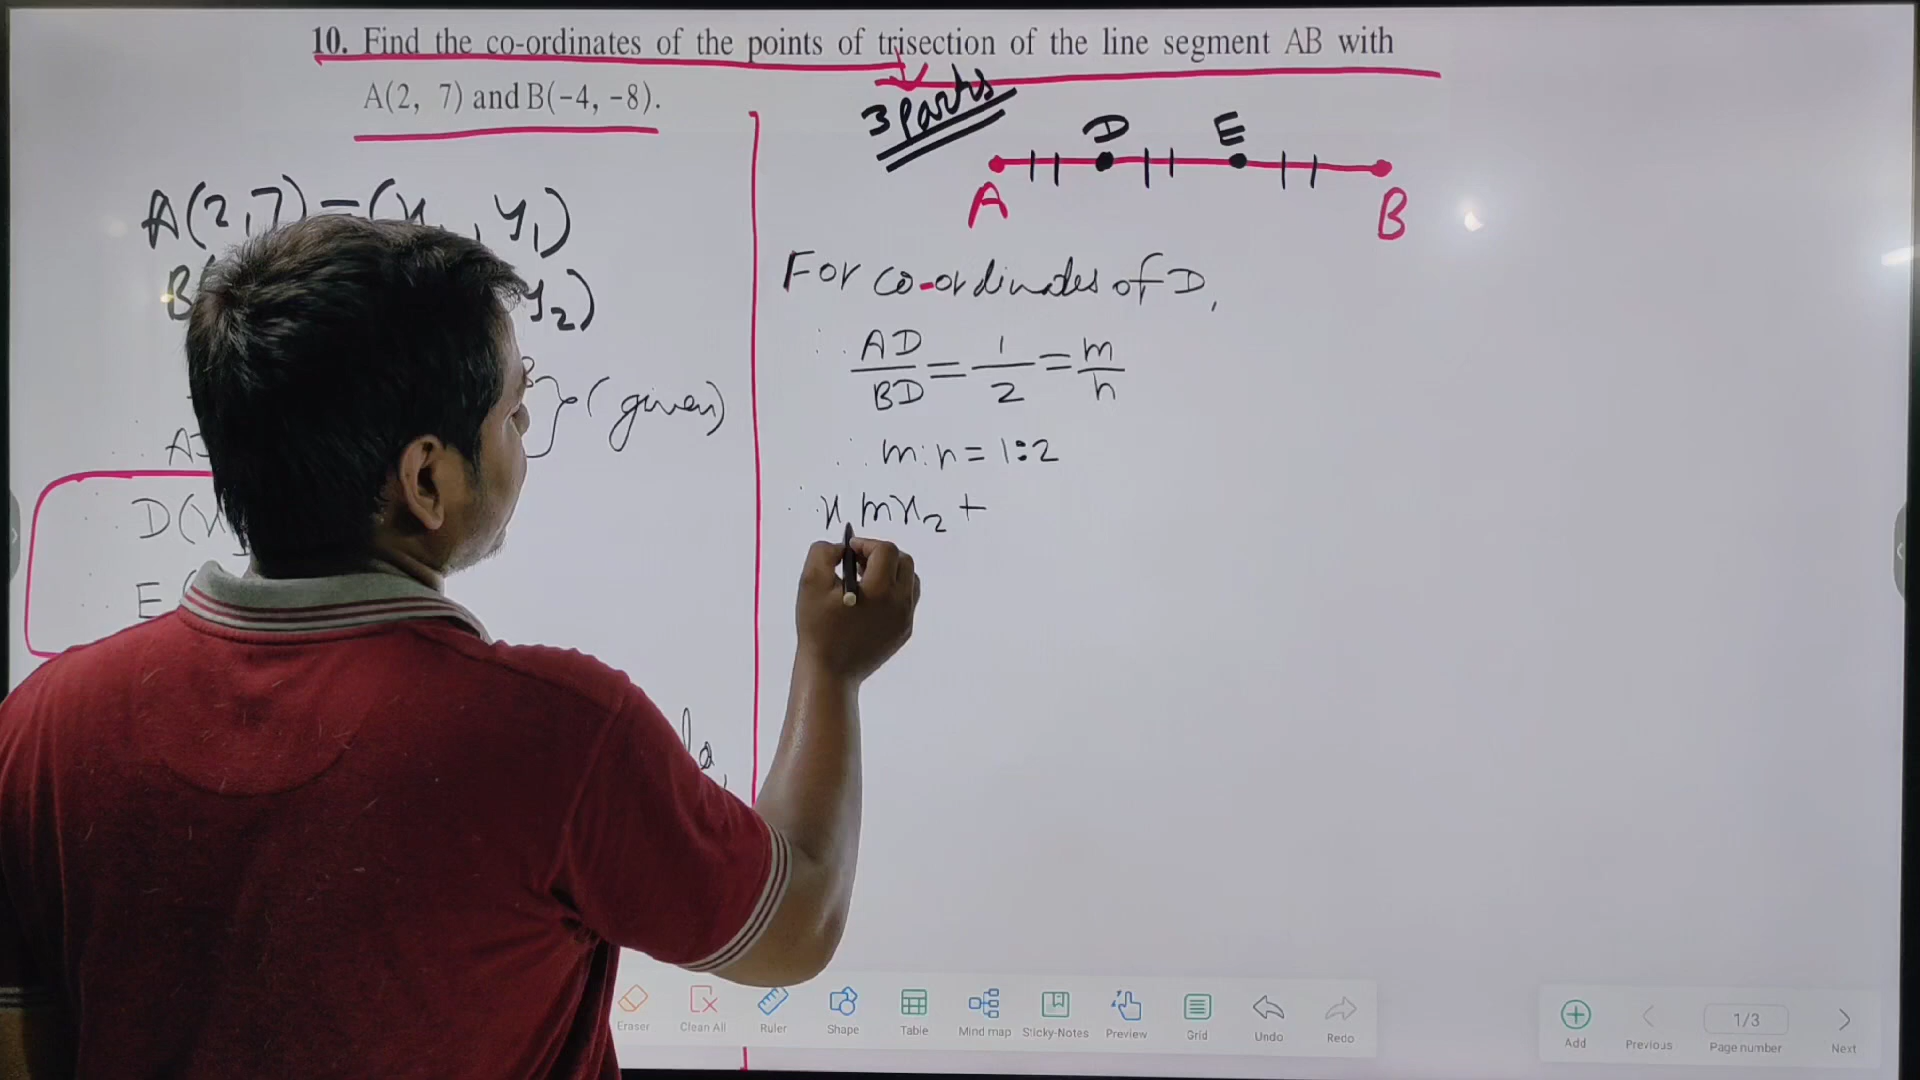 10. Find the co-ordinates of the points of trisection of the line segment AB with
A(2, 7) and B(-4, -8).
3 Parts
D E
A B
A(2,7)=(x , y₁)
B y₂)
(given)
D(x
E
For co-ordinates of D,
AD/BD = 1/2 = m/n
∴ m:n = 1:2
∴ x mx₂ +
Eraser Clean All Ruler Shape Table Mind map Sticky-Notes Preview Grid Undo Redo
Add Previous 1/3 Page number Next